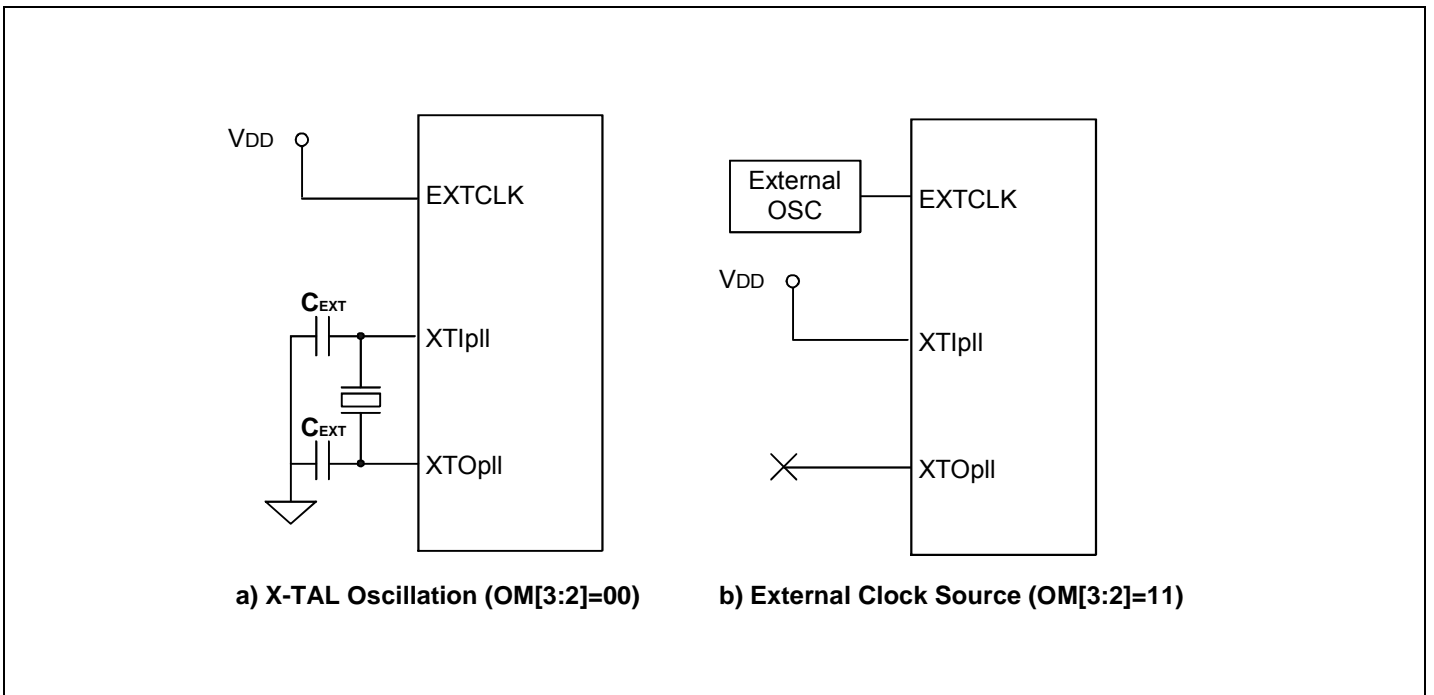 VDD
EXTCLK
CEXT
XTIpll
CEXT
XTOpll
a) X-TAL Oscillation (OM[3:2]=00)
External
OSC
EXTCLK
VDD
XTIpll
XTOpll
b) External Clock Source (OM[3:2]=11)